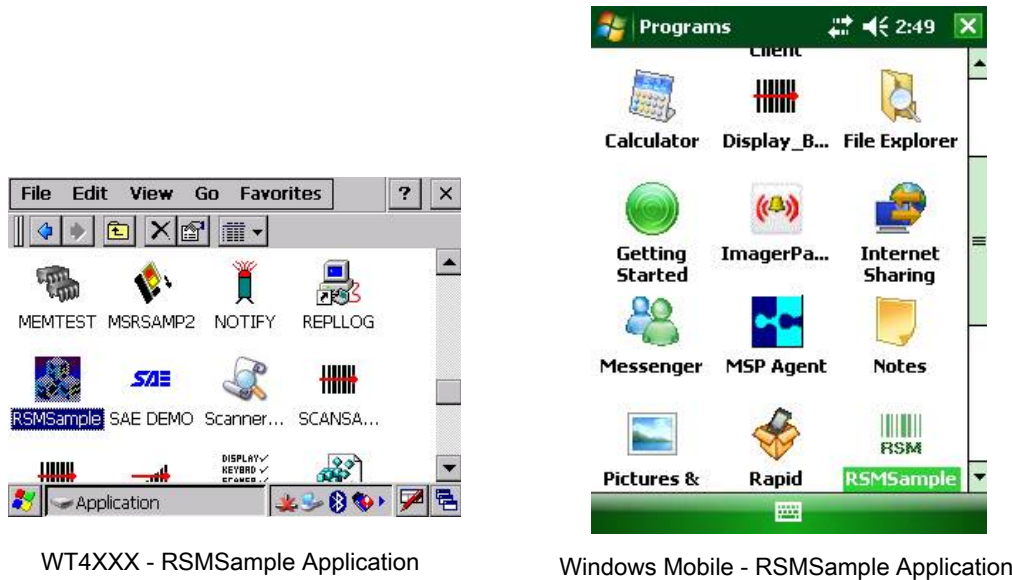 File Edit View Go Favorites ? ×
MEMTEST MSRSAMP2 NOTIFY REPLLOG
SAE
RSMSample SAE DEMO Scanner... SCANSA...
DISPLAY✓
KEYBRD ✓
Application
WT4XXX - RSMSample Application
Programs 2:49
Client
Calculator Display_B... File Explorer
Getting Started ImagerPa... Internet Sharing
Messenger MSP Agent Notes
RSM
Pictures & Rapid RSMSample
Windows Mobile - RSMSample Application